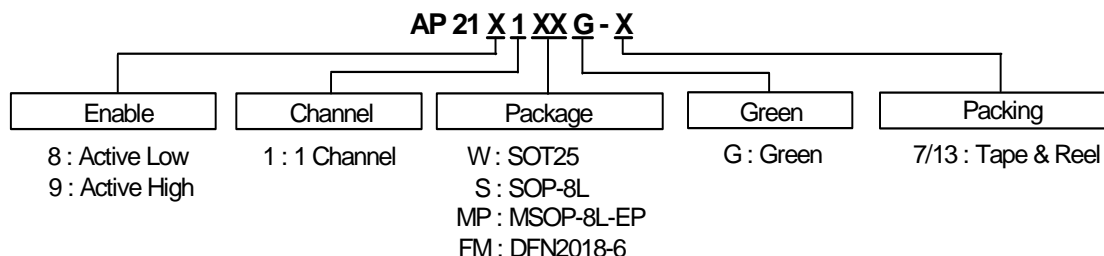 AP 21 X 1 XX G - X
Enable
Channel
Package
Green
Packing
8 : Active Low
9 : Active High
1 : 1 Channel
W : SOT25
S : SOP-8L
MP : MSOP-8L-EP
FM : DFN2018-6
G : Green
7/13 : Tape & Reel